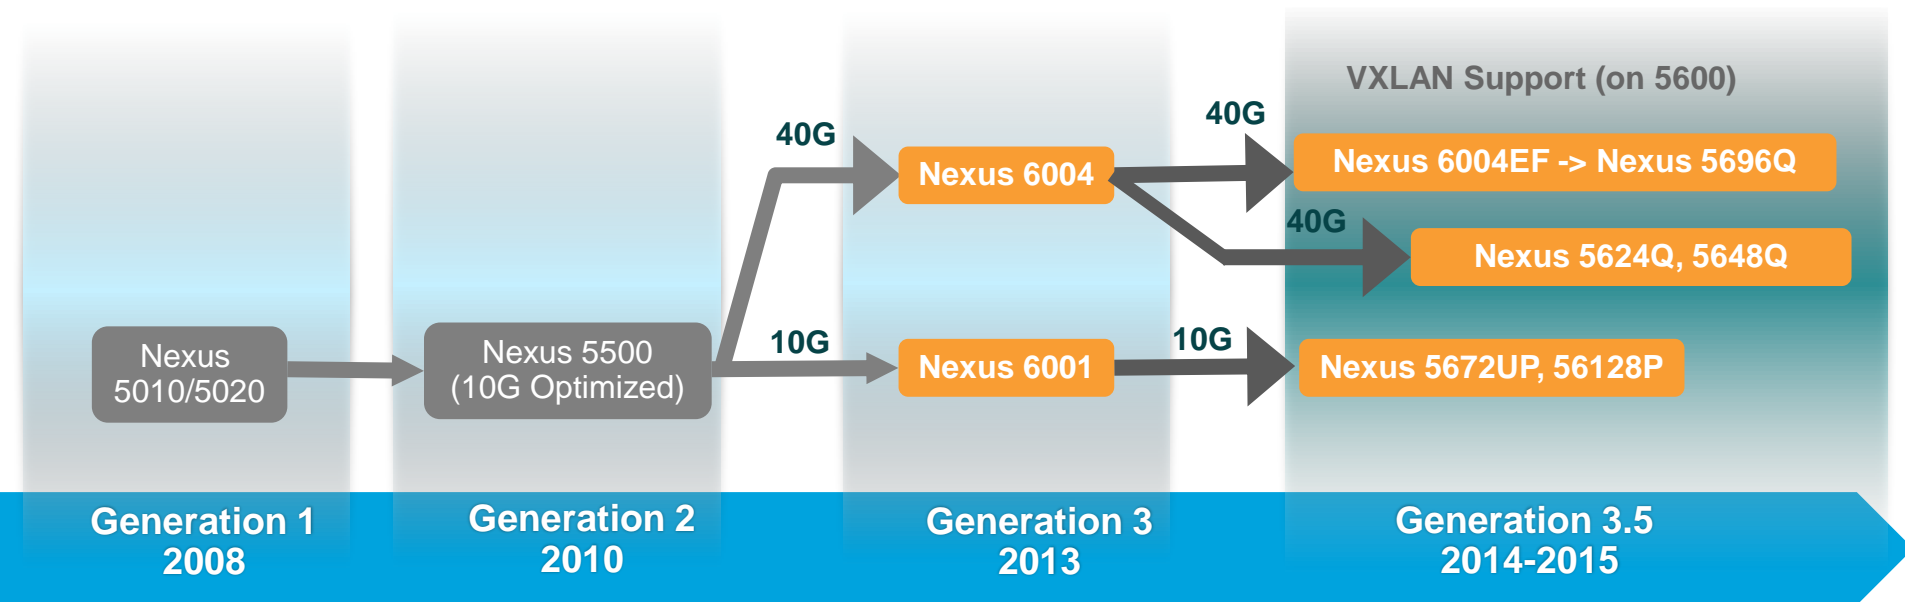 VXLAN Support (on 5600)
40G
40G
Nexus 6004
Nexus 6004EF -> Nexus 5696Q
40G
Nexus 5624Q, 5648Q
Nexus
5010/5020
Nexus 5500
(10G Optimized)
10G
Nexus 6001
10G
Nexus 5672UP, 56128P
Generation 1
2008
Generation 2
2010
Generation 3
2013
Generation 3.5
2014-2015